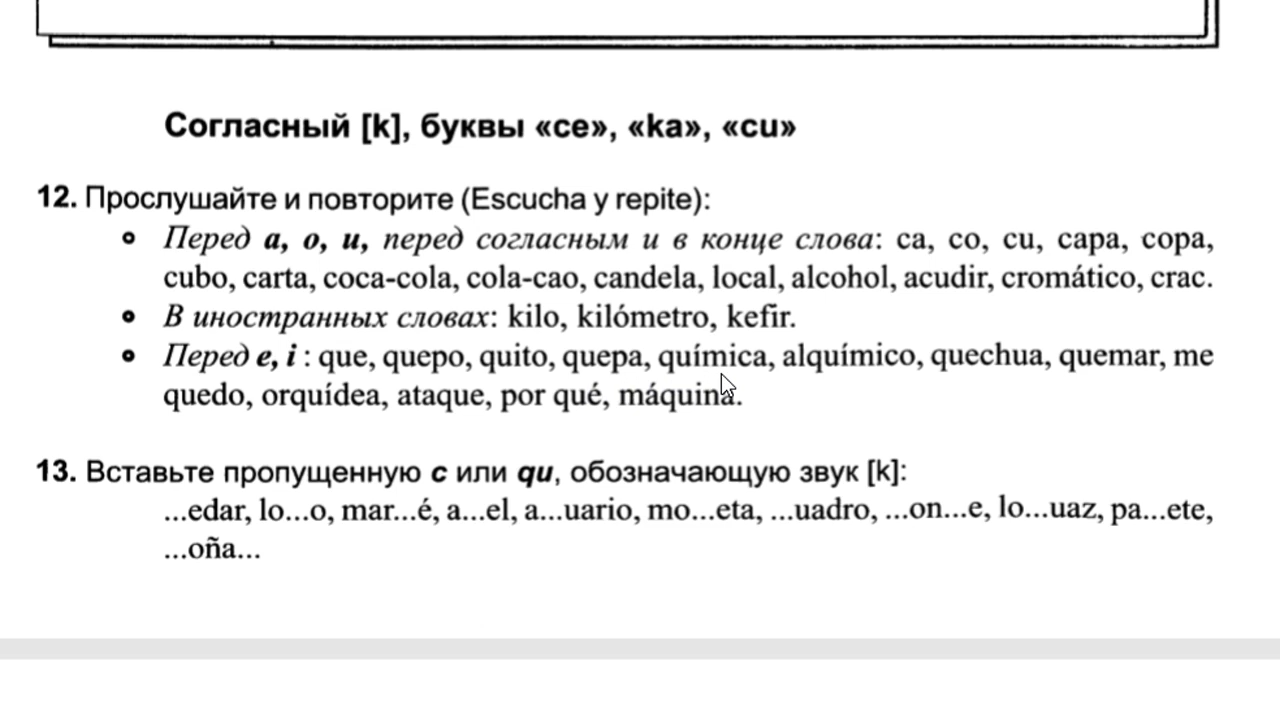 Согласный [k], буквы «ce», «ka», «cu»
12. Прослушайте и повторите (Escucha y repite):
Перед a, o, u, перед согласным и в конце слова: ca, co, cu, capa, copa,
cubo, carta, coca-cola, cola-cao, candela, local, alcohol, acudir, cromático, crac.
В иностранных словах: kilo, kilómetro, kefir.
Перед e, i : que, quepo, quito, quepa, química, alquímico, quechua, quemar, me
quedo, orquídea, ataque, por qué, máquina.
13. Вставьте пропущенную c или qu, обозначающую звук [k]:
...edar, lo...o, mar...é, a...el, a...uario, mo...eta, ...uadro, ...on...e, lo...uaz, pa...ete,
...oña...